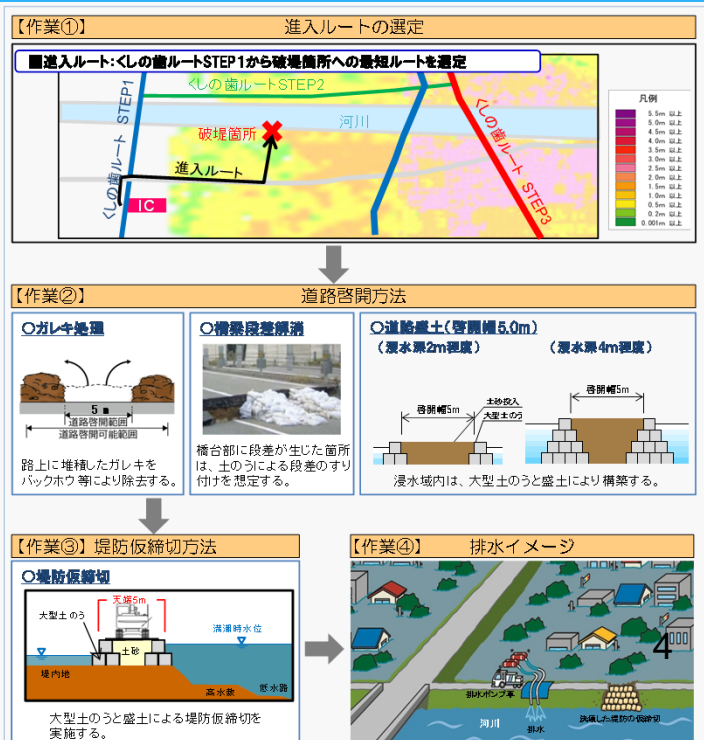 【作業①】 進入ルートの選定
■進入ルート:くしの歯ルートSTEP1から破堤箇所への最短ルートを選定
くしの歯ルート STEP1
くしの歯ルートSTEP2
河川
破堤箇所
進入ルート
IC
くしの歯ルート STEP3
凡例
5.5m 以上
5.0m 以上
4.5m 以上
4.0m 以上
3.5m 以上
3.0m 以上
2.5m 以上
2.0m 以上
1.5m 以上
1.0m 以上
0.5m 以上
0.2m 以上
0.001m 以上
【作業②】 道路啓開方法
○ガレキ処理
5 m
道路啓開範囲
道路啓開可能範囲
路上に堆積したガレキを
バックホウ等により除去する。
○橋梁段差解消
橋台部に段差が生じた箇所
は、土のうによる段差のすり
付けを想定する。
○道路盛土(啓開幅5.0m)
(浸水深2m程度) (浸水深4m程度)
啓開幅5m
土砂投入
大型土のう
啓開幅5m
浸水域内は、大型土のうと盛土により構築する。
【作業③】堤防仮締切方法
○堤防仮締切
天端5m
大型土のう
満潮時水位
土砂
堤内地
高水敷
低水路
大型土のうと盛土による堤防仮締切を
実施する。
【作業④】 排水イメージ
4
排水ポンプ車
河川
排水
決壊した堤防の仮締切